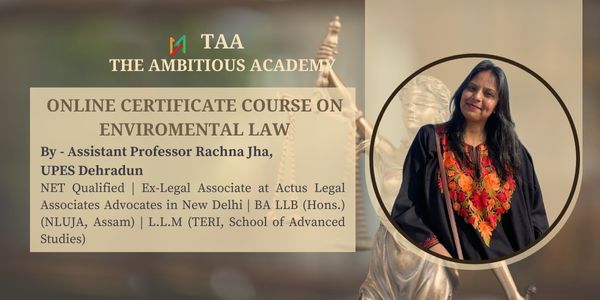 TAA
THE AMBITIOUS ACADEMY
ONLINE CERTIFICATE COURSE ON
ENVIROMENTAL LAW
By - Assistant Professor Rachna Jha,
UPES Dehradun
NET Qualified | Ex-Legal Associate at Actus Legal
Associates Advocates in New Delhi | BA LLB (Hons.)
(NLUJA, Assam) | L.L.M (TERI, School of Advanced
Studies)